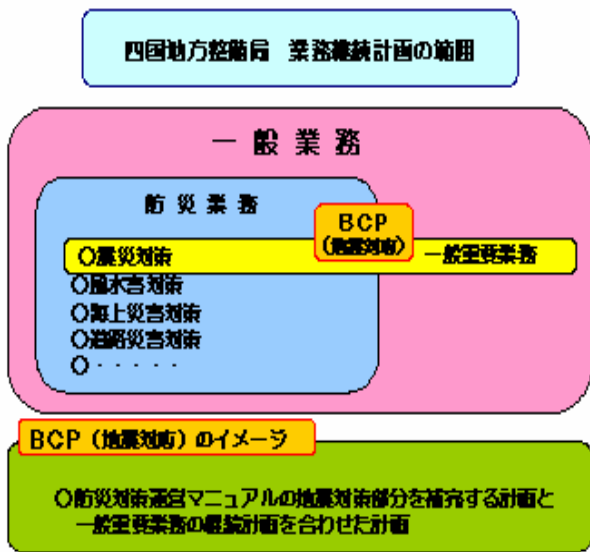 四国地方整備局 業務継続計画の範囲
一般業務
防災業務
BCP
(地震対応)
○震災対策
一般重要業務
○風水害対策
○海上災害対策
○道路災害対策
○・・・・・
BCP(地震対応)のイメージ
○防災対策運営マニュアルの地震対策部分を補完する計画と
一般重要業務の継続計画を合わせた計画